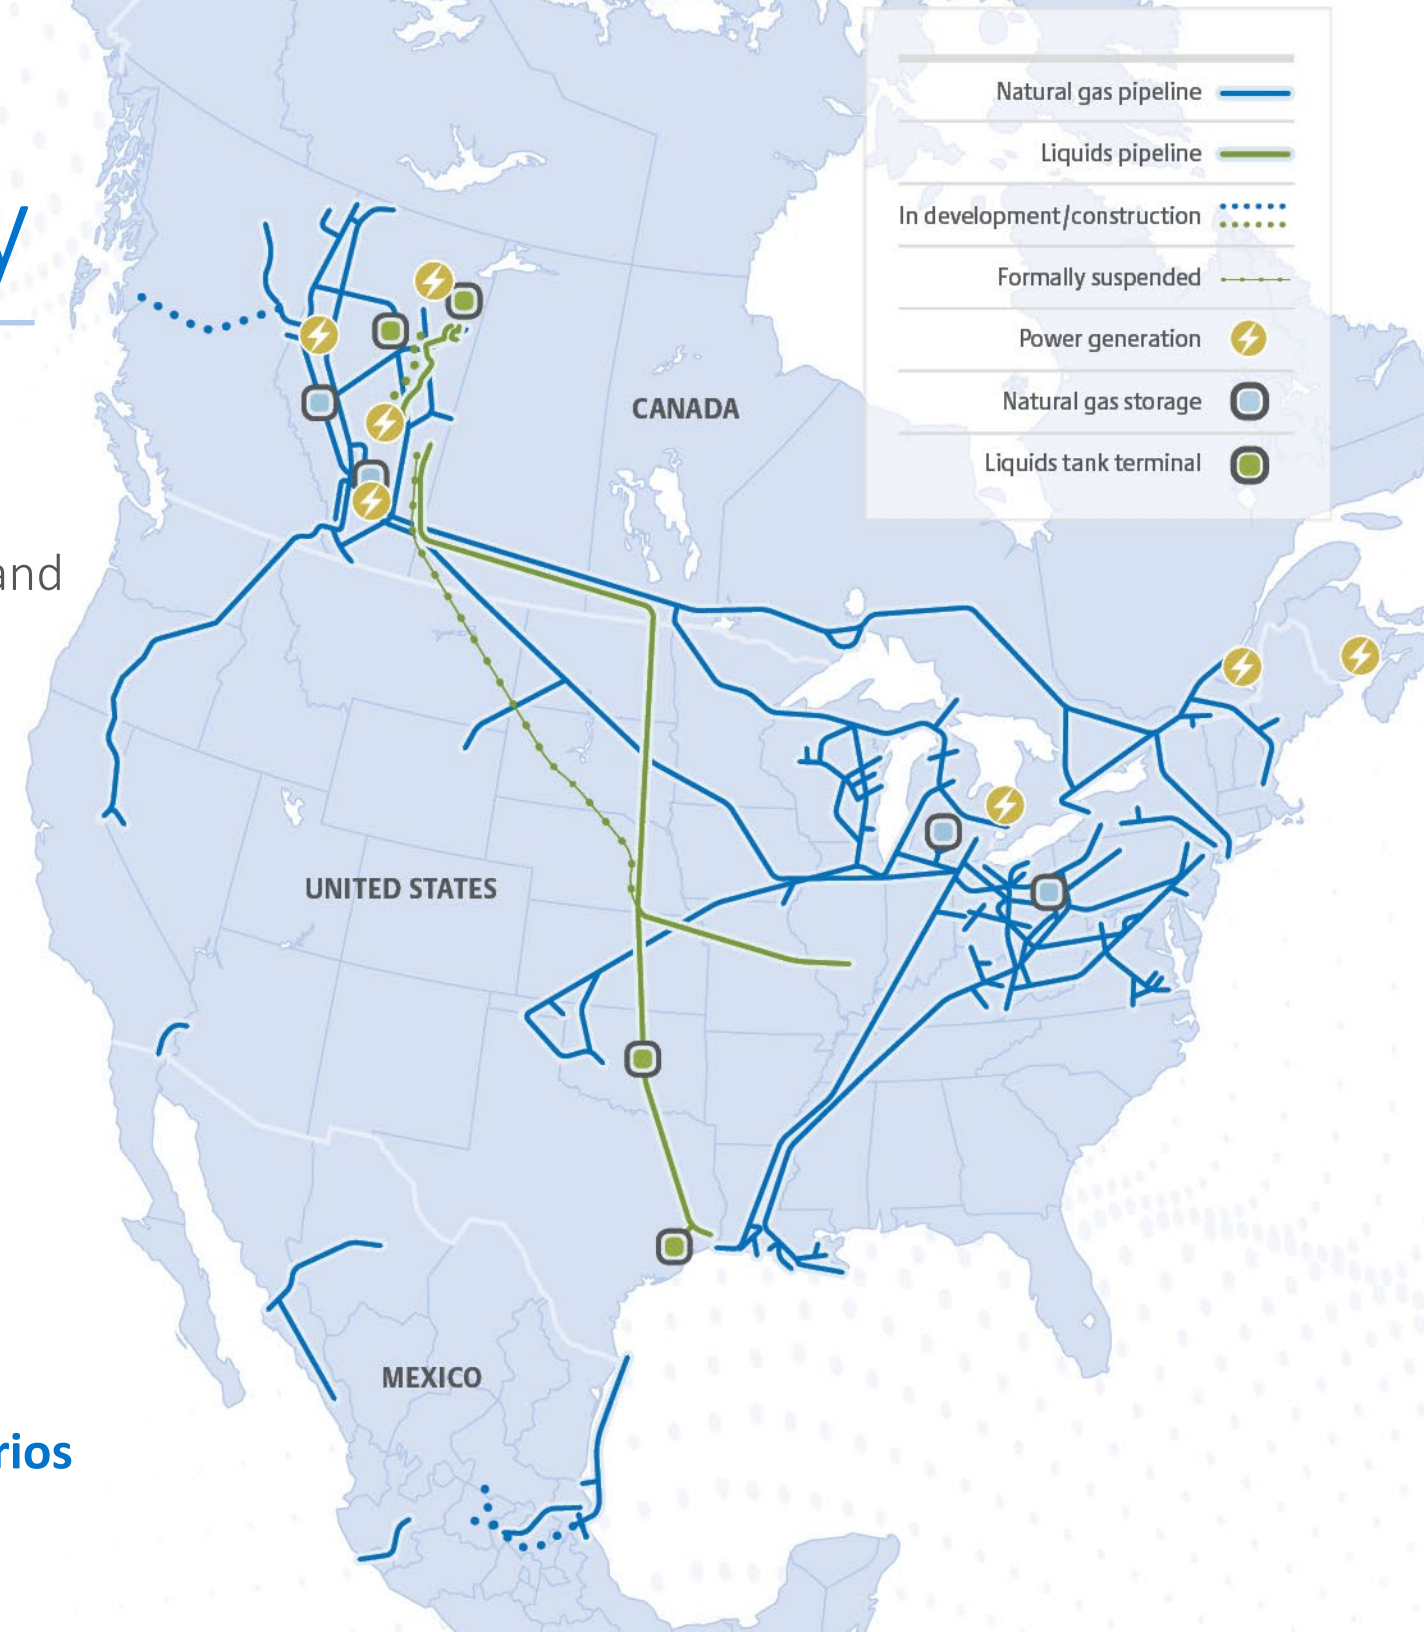 y
and
rios
Natural gas pipeline
Liquids pipeline
In development/construction
Formally suspended
Power generation
Natural gas storage
Liquids tank terminal
CANADA
UNITED STATES
MEXICO